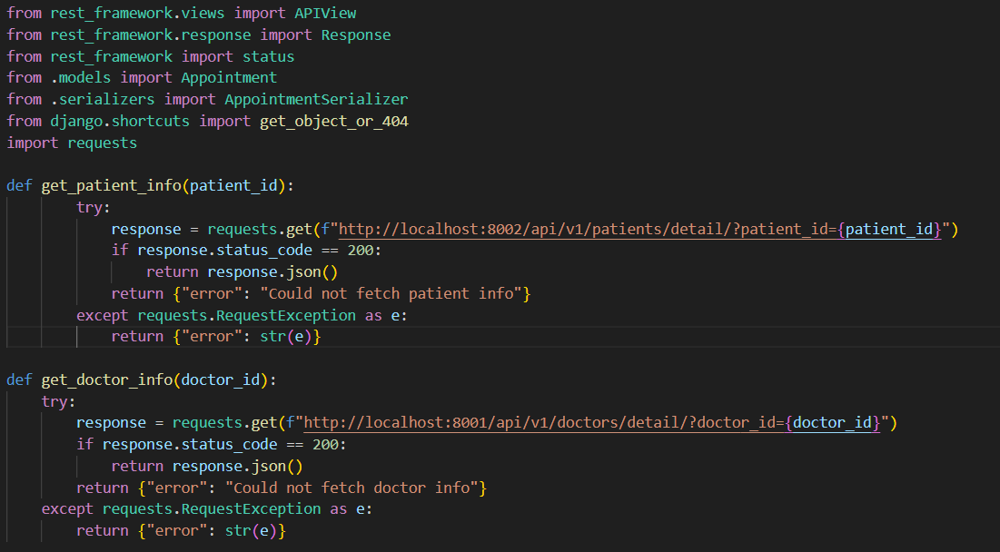 from rest_framework.views import APIView
from rest_framework.response import Response
from rest_framework import status
from .models import Appointment
from .serializers import AppointmentSerializer
from django.shortcuts import get_object_or_404
import requests

def get_patient_info(patient_id):
        try:
            response = requests.get(f"http://localhost:8002/api/v1/patients/detail/?patient_id={patient_id}")
            if response.status_code == 200:
                return response.json()
            return {"error": "Could not fetch patient info"}
        except requests.RequestException as e:
            return {"error": str(e)}

def get_doctor_info(doctor_id):
    try:
        response = requests.get(f"http://localhost:8001/api/v1/doctors/detail/?doctor_id={doctor_id}")
        if response.status_code == 200:
            return response.json()
        return {"error": "Could not fetch doctor info"}
    except requests.RequestException as e:
        return {"error": str(e)}